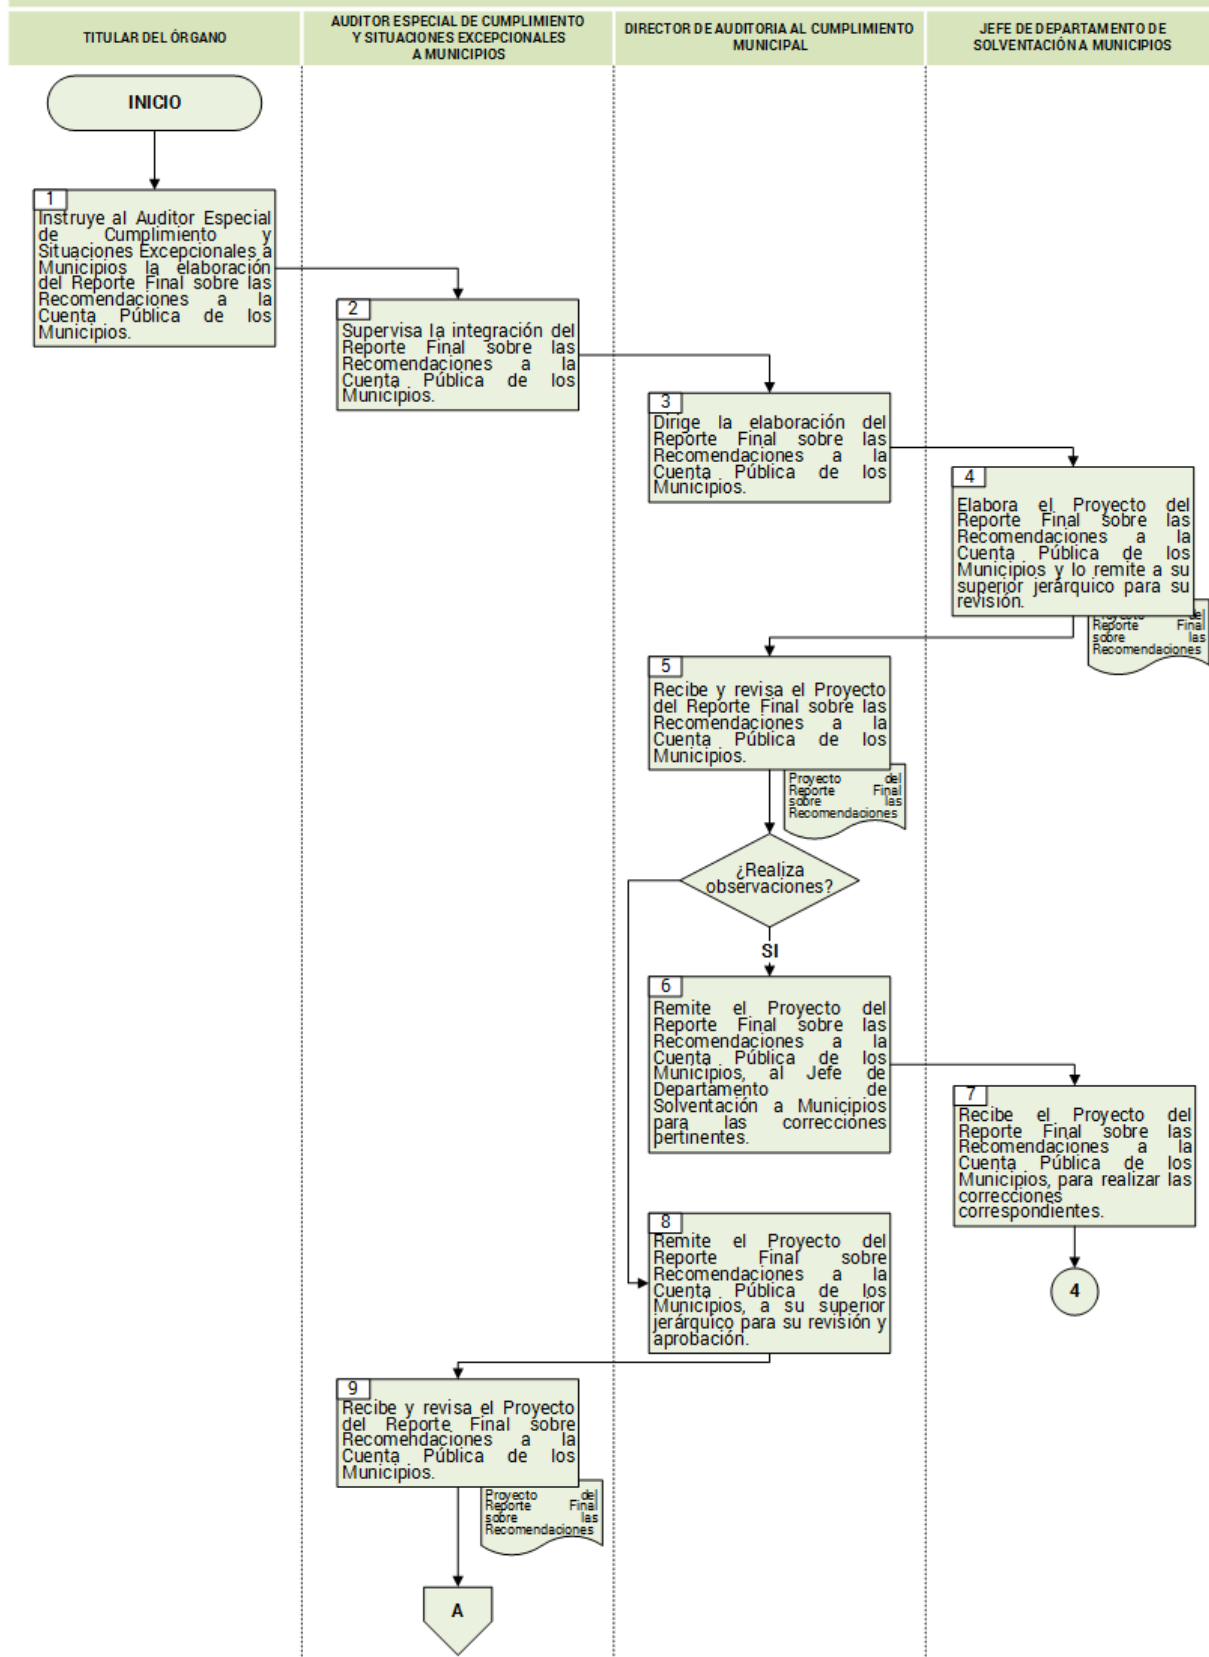 TITULAR DEL ÓRGANO
AUDITOR ESPECIAL DE CUMPLIMIENTO
Y SITUACIONES EXCEPCIONALES
A MUNICIPIOS
DIRECTOR DE AUDITORIA AL CUMPLIMIENTO
MUNICIPAL
JEFE DE DEPARTAMENTO DE
SOLVENTACIÓN A MUNICIPIOS
INICIO
1
Instruye al Auditor Especial
de Cumplimiento y
Situaciones Excepcionales a
Municipios la elaboración
del Reporte Final sobre las
Recomendaciones a la
Cuenta Pública de los
Municipios.
2
Supervisa la integración del
Reporte Final sobre las
Recomendaciones a la
Cuenta Pública de los
Municipios.
3
Dirige la elaboración del
Reporte Final sobre las
Recomendaciones a la
Cuenta Pública de los
Municipios.
4
Elabora el Proyecto del
Reporte Final sobre las
Recomendaciones a la
Cuenta Pública de los
Municipios y lo remite a su
superior jerárquico para su
revisión.
Proyecto del
Reporte Final
sobre las
Recomendaciones
5
Recibe y revisa el Proyecto
del Reporte Final sobre las
Recomendaciones a la
Cuenta Pública de los
Municipios.
Proyecto del
Reporte Final
sobre las
Recomendaciones
¿Realiza
observaciones?
SI
6
Remite el Proyecto del
Reporte Final sobre las
Recomendaciones a la
Cuenta Pública de los
Municipios, al Jefe de
Departamento de
Solventación a Municipios
para las correcciones
pertinentes.
7
Recibe el Proyecto del
Reporte Final sobre las
Recomendaciones a la
Cuenta Pública de los
Municipios, para realizar las
correcciones
correspondientes.
4
8
Remite el Proyecto del
Reporte Final sobre
Recomendaciones a la
Cuenta Pública de los
Municipios, a su superior
jerárquico para su revisión y
aprobación.
9
Recibe y revisa el Proyecto
del Reporte Final sobre
Recomendaciones a la
Cuenta Pública de los
Municipios.
Proyecto del
Reporte Final
sobre las
Recomendaciones
A